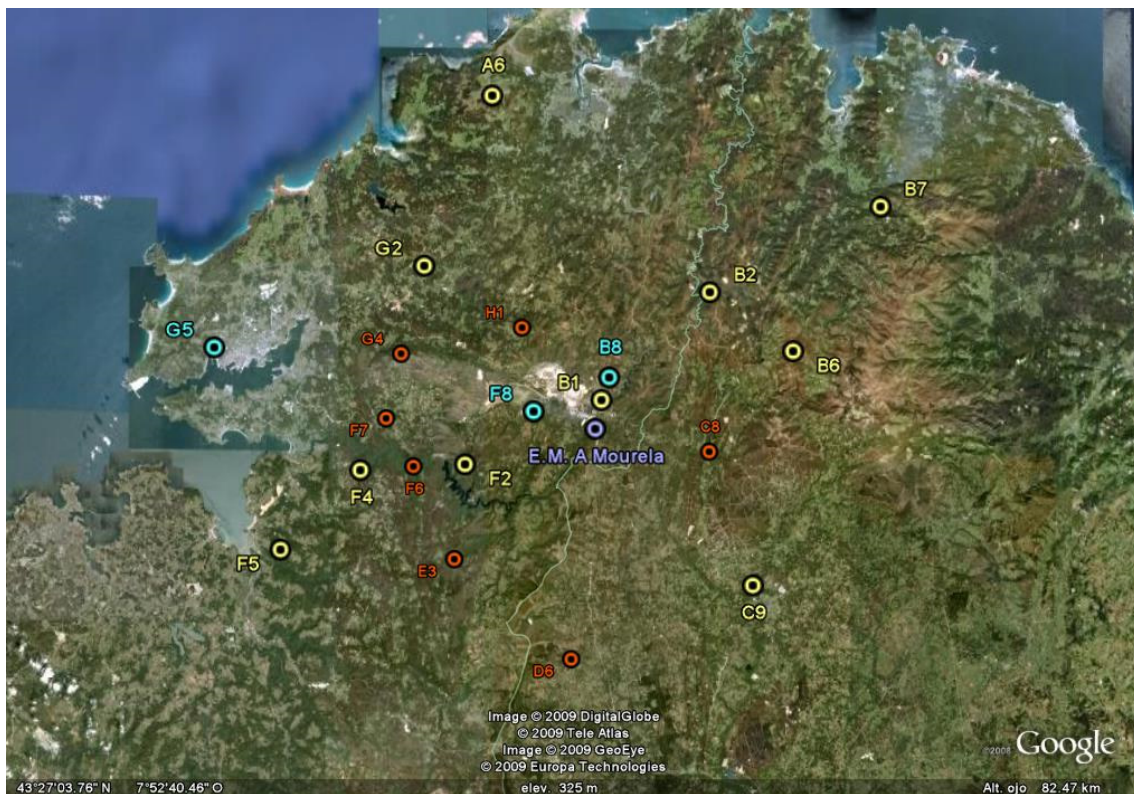 A6
B7
G2
B2
H1
G5
G4
B8
B6
B1
F8
F7
C8
E.M. A Mourela
F2
F6
F4
F5
E3
C9
D6
Image © 2009 DigitalGlobe
© 2009 Tele Atlas
Image © 2009 GeoEye
© 2009 Europa Technologies
©2008 Google
43°27'03.76" N 7°52'40.46" O elev. 325 m Alt. ojo 82.47 km